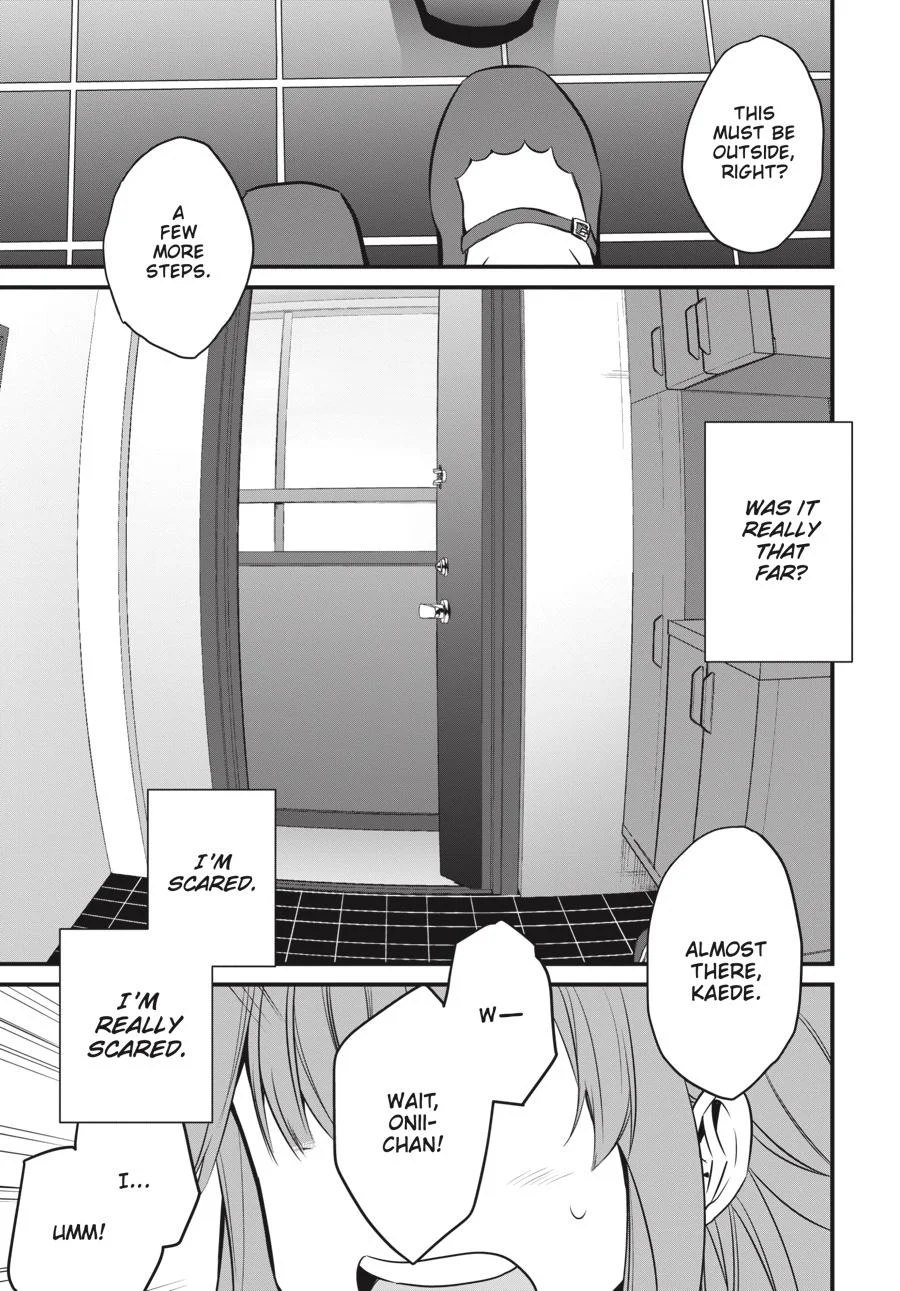 THIS
MUST BE
OUTSIDE,
RIGHT?
A
FEW
MORE
STEPS.
WAS IT
REALLY
THAT
FAR?
I'M
SCARED.
I'M
REALLY
SCARED.
ALMOST
THERE,
KAEDE.
W—
WAIT,
ONII-
CHAN!
I...
UMM!